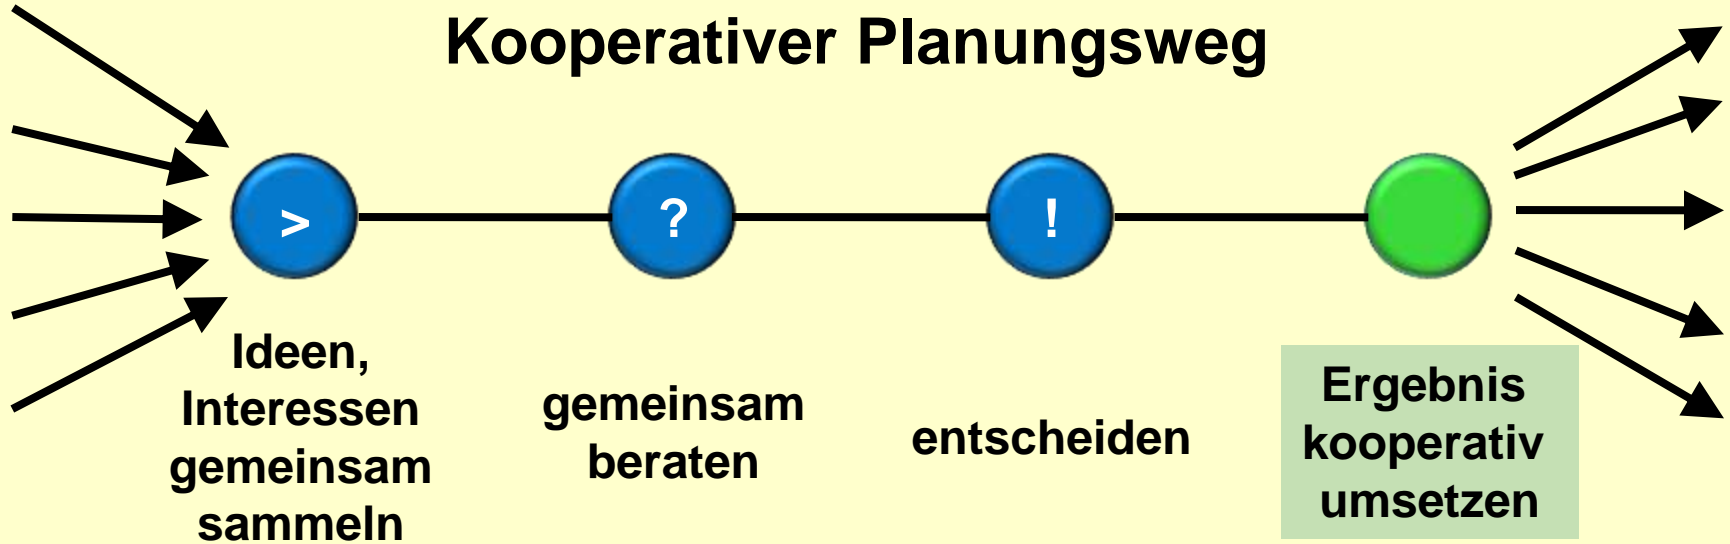 Kooperativer Planungsweg
>
?
!
Ideen,
Interessen
gemeinsam
sammeln
gemeinsam
beraten
entscheiden
Ergebnis
kooperativ
umsetzen